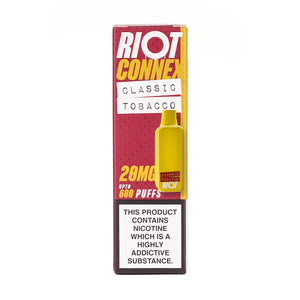 RIOT
CONNEX
CLASSIC
TOBACCO
20MG
UPTO
600 PUFFS
RIOT
THIS PRODUCT
CONTAINS
NICOTINE
WHICH IS A
HIGHLY
ADDICTIVE
SUBSTANCE.